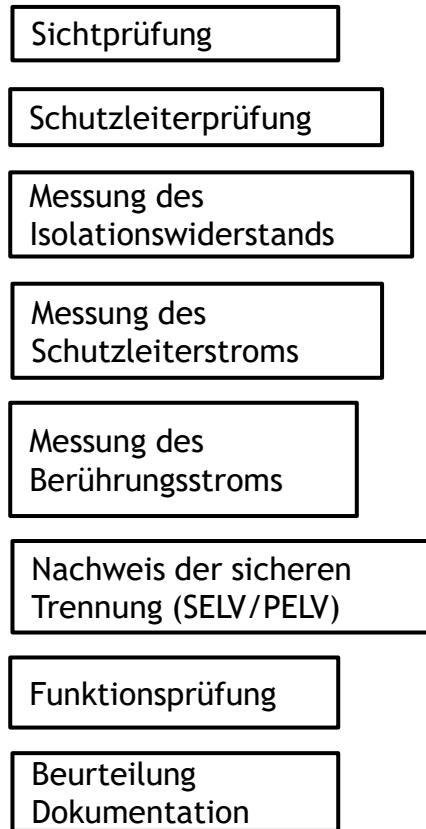 Sichtprüfung
Schutzleiterprüfung
Messung des
Isolationswiderstands
Messung des
Schutzleiterstroms
Messung des
Berührungsstroms
Nachweis der sicheren
Trennung (SELV/PELV)
Funktionsprüfung
Beurteilung
Dokumentation